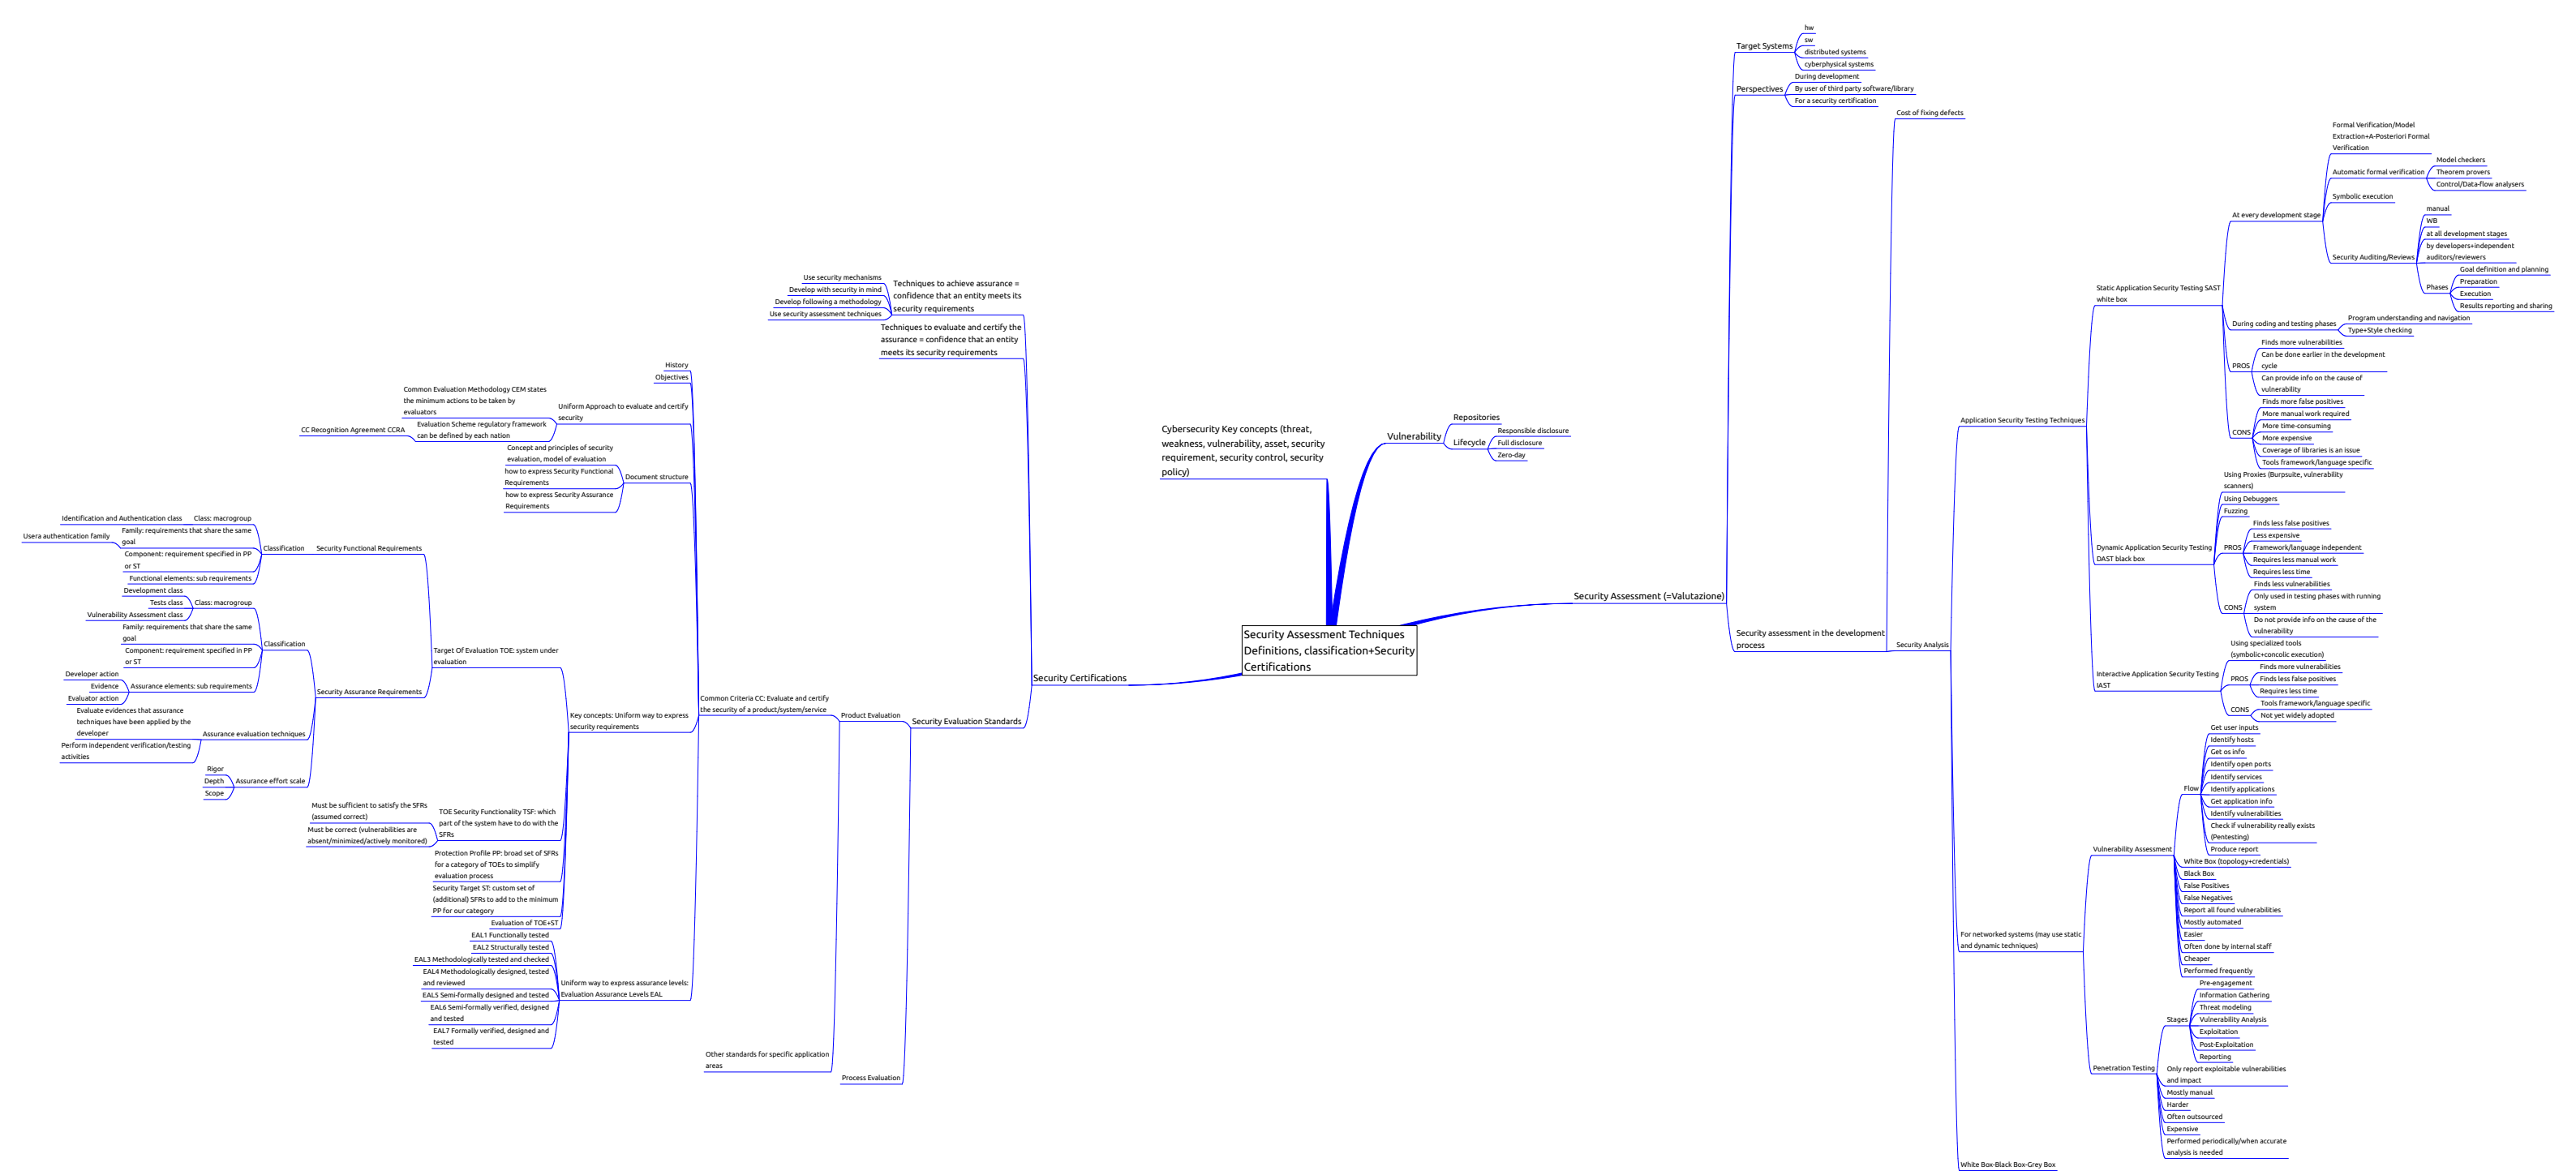 Security Assessment Techniques
Definitions, classification+Security
Certifications
Cybersecurity Key concepts (threat,
weakness, vulnerability, asset, security
requirement, security control, security
policy)
Vulnerability
Repositories
Lifecycle
Responsible disclosure
Full disclosure
Zero-day
Security Assessment (=Valutazione)
Target Systems
hw
sw
distributed systems
cyberphysical systems
Perspectives
During development
By user of third party software/library
For a security certification
Security assessment in the development
process
Cost of fixing defects
Security Analysis
Application Security Testing Techniques
Static Application Security Testing SAST
white box
At every development stage
Formal Verification/Model
Extraction+A-Posteriori Formal
Verification
Automatic formal verification
Model checkers
Theorem provers
Control/Data-flow analysers
Symbolic execution
Security Auditing/Reviews
manual
WB
at all development stages
by developers+independent
auditors/reviewers
Phases
Goal definition and planning
Preparation
Execution
Results reporting and sharing
During coding and testing phases
Program understanding and navigation
Type+Style checking
PROS
Finds more vulnerabilities
Can be done earlier in the development
cycle
Can provide info on the cause of
vulnerability
CONS
Finds more false positives
More manual work required
More time-consuming
More expensive
Coverage of libraries is an issue
Tools framework/language specific
Dynamic Application Security Testing
DAST black box
Using Proxies (Burpsuite, vulnerability
scanners)
Using Debuggers
Fuzzing
PROS
Finds less false positives
Less expensive
Framework/language independent
Requires less manual work
Requires less time
CONS
Finds less vulnerabilities
Only used in testing phases with running
system
Do not provide info on the cause of the
vulnerability
Interactive Application Security Testing
IAST
Using specialized tools
(symbolic+concolic execution)
PROS
Finds more vulnerabilities
Finds less false positives
Requires less time
CONS
Tools framework/language specific
Not yet widely adopted
For networked systems (may use static
and dynamic techniques)
Vulnerability Assessment
Flow
Get user inputs
Identify hosts
Get os info
Identify open ports
Identify services
Identify applications
Get application info
Identify vulnerabilities
Check if vulnerability really exists
(Pentesting)
Produce report
White Box (topology+credentials)
Black Box
False Positives
False Negatives
Report all found vulnerabilities
Mostly automated
Easier
Often done by internal staff
Cheaper
Performed frequently
Penetration Testing
Stages
Pre-engagement
Information Gathering
Threat modeling
Vulnerability Analysis
Exploitation
Post-Exploitation
Reporting
Only report exploitable vulnerabilities
and impact
Mostly manual
Harder
Often outsourced
Expensive
Performed periodically/when accurate
analysis is needed
White Box-Black Box-Grey Box
Security Certifications
Techniques to achieve assurance =
confidence that an entity meets its
security requirements
Use security mechanisms
Develop with security in mind
Develop following a methodology
Use security assessment techniques
Techniques to evaluate and certify the
assurance = confidence that an entity
meets its security requirements
Security Evaluation Standards
Product Evaluation
Common Criteria CC: Evaluate and certify
the security of a product/system/service
History
Objectives
Uniform Approach to evaluate and certify
security
Common Evaluation Methodology CEM states
the minimum actions to be taken by
evaluators
Evaluation Scheme regulatory framework
can be defined by each nation
CC Recognition Agreement CCRA
Document structure
Concept and principles of security
evaluation, model of evaluation
how to express Security Functional
Requirements
how to express Security Assurance
Requirements
Key concepts: Uniform way to express
security requirements
Target Of Evaluation TOE: system under
evaluation
Security Functional Requirements
Classification
Class: macrogroup
Identification and Authentication class
Family: requirements that share the same
goal
Usera authentication family
Component: requirement specified in PP
or ST
Functional elements: sub requirements
Security Assurance Requirements
Classification
Class: macrogroup
Development class
Tests class
Vulnerability Assessment class
Family: requirements that share the same
goal
Component: requirement specified in PP
or ST
Assurance elements: sub requirements
Developer action
Evidence
Evaluator action
Assurance evaluation techniques
Evaluate evidences that assurance
techniques have been applied by the
developer
Perform independent verification/testing
activities
Assurance effort scale
Rigor
Depth
Scope
TOE Security Functionality TSF: which
part of the system have to do with the
SFRs
Must be sufficient to satisfy the SFRs
(assumed correct)
Must be correct (vulnerabilities are
absent/minimized/actively monitored)
Protection Profile PP: broad set of SFRs
for a category of TOEs to simplify
evaluation process
Security Target ST: custom set of
(additional) SFRs to add to the minimum
PP for our category
Evaluation of TOE+ST
Uniform way to express assurance levels:
Evaluation Assurance Levels EAL
EAL1 Functionally tested
EAL2 Structurally tested
EAL3 Methodologically tested and checked
EAL4 Methodologically designed, tested
and reviewed
EAL5 Semi-formally designed and tested
EAL6 Semi-formally verified, designed
and tested
EAL7 Formally verified, designed and
tested
Other standards for specific application
areas
Process Evaluation